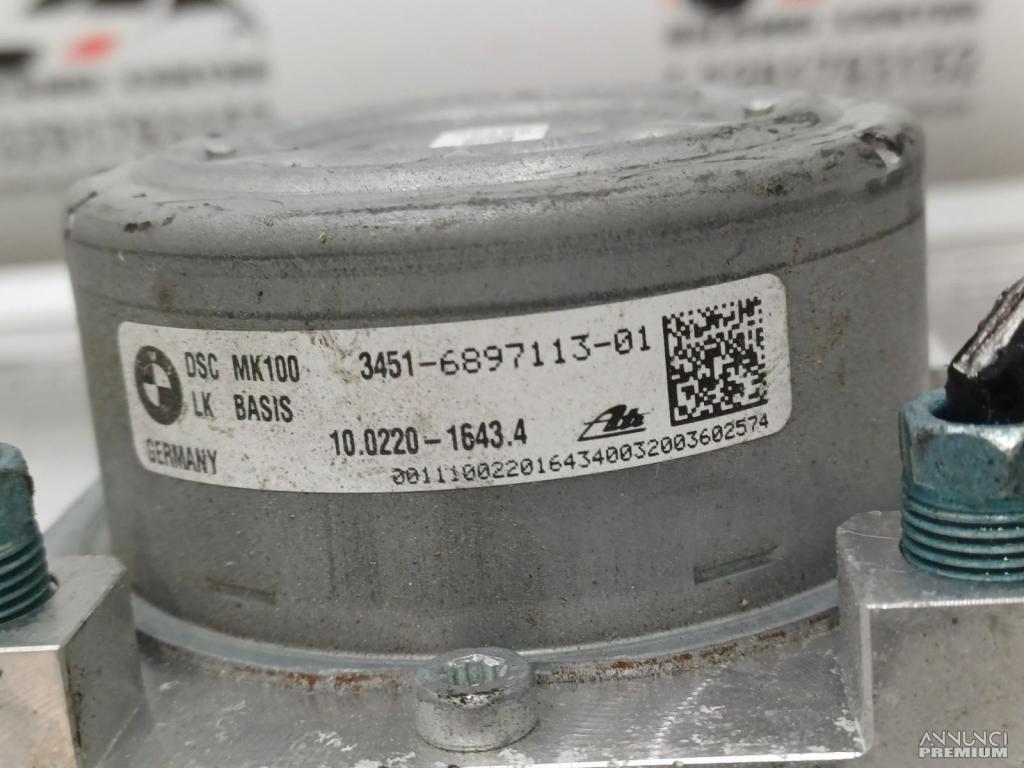 DSC MK100 3451-6897113-01
LK BASIS
10.0220-1643.4 Ate
GERMANY
00111002201643400320036025​74
ANNUNCI
PREMIUM